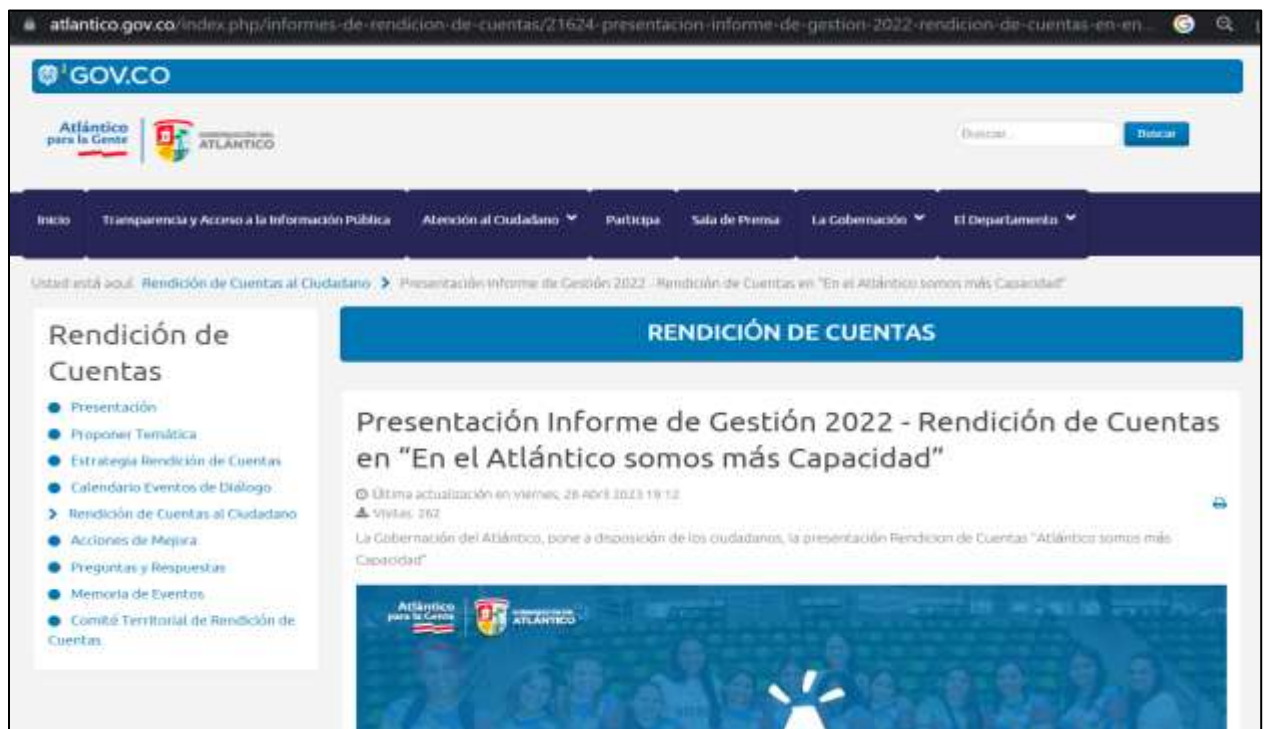 atlantico.gov.co/index.php/informes-de-rendicion-de-cuentas/21624-presentacion-informe-de-gestion-2022-rendicion-de-cuentas-en-en...
GOV.CO
Atlántico
para la Gente
GOBERNACIÓN DEL
ATLÁNTICO
Buscar...
Buscar
Inicio Transparencia y Acceso a la Información Pública Atención al Ciudadano Participa Sala de Prensa La Gobernación El Departamento
Usted está aquí: Rendición de Cuentas al Ciudadano Presentación Informe de Gestión 2022 - Rendición de Cuentas en "En el Atlántico somos más Capacidad"
Rendición de
Cuentas
Presentación
Proponer Temática
Estrategia Rendición de Cuentas
Calendario Eventos de Diálogo
Rendición de Cuentas al Ciudadano
Acciones de Mejora
Preguntas y Respuestas
Memoria de Eventos
Comité Territorial de Rendición de
Cuentas
RENDICIÓN DE CUENTAS
Presentación Informe de Gestión 2022 - Rendición de Cuentas
en “En el Atlántico somos más Capacidad”
Última actualización en Viernes, 28 Abril 2023 19:12
Visitas: 262
La Gobernación del Atlántico, pone a disposición de los ciudadanos, la presentación Rendicion de Cuentas "Atlántico somos más
Capacidad"
Atlántico
para la Gente
GOBERNACIÓN DEL
ATLÁNTICO